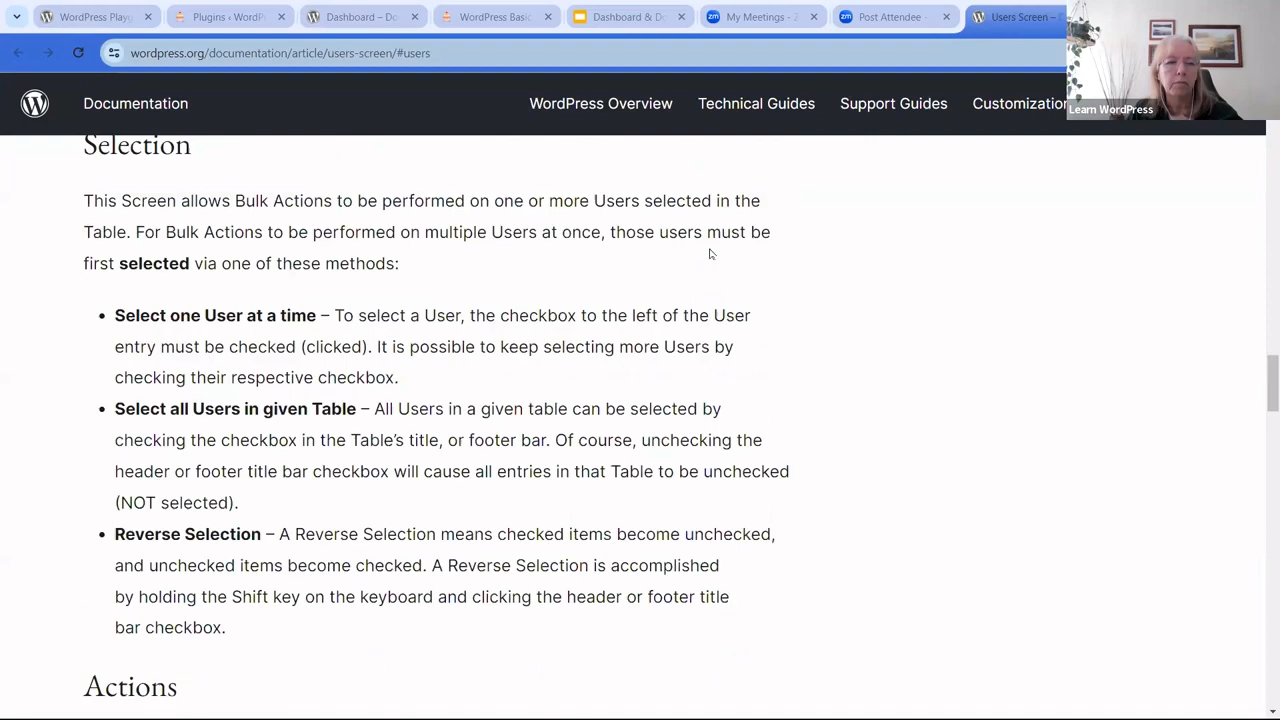 WordPress Playg
Plugins ‹ WordP
Dashboard – Do
WordPress Basic
Dashboard & D
My Meetings - Z
Post Attendee -
Users Screen – D
wordpress.org/documentation/article/users-screen/#users
Documentation
WordPress Overview
Technical Guides
Support Guides
Customization
Learn WordPress
Selection
This Screen allows Bulk Actions to be performed on one or more Users selected in the
Table. For Bulk Actions to be performed on multiple Users at once, those users must be
first selected via one of these methods:
• Select one User at a time – To select a User, the checkbox to the left of the User
entry must be checked (clicked). It is possible to keep selecting more Users by
checking their respective checkbox.
• Select all Users in given Table – All Users in a given table can be selected by
checking the checkbox in the Table’s title, or footer bar. Of course, unchecking the
header or footer title bar checkbox will cause all entries in that Table to be unchecked
(NOT selected).
• Reverse Selection – A Reverse Selection means checked items become unchecked,
and unchecked items become checked. A Reverse Selection is accomplished
by holding the Shift key on the keyboard and clicking the header or footer title
bar checkbox.
Actions